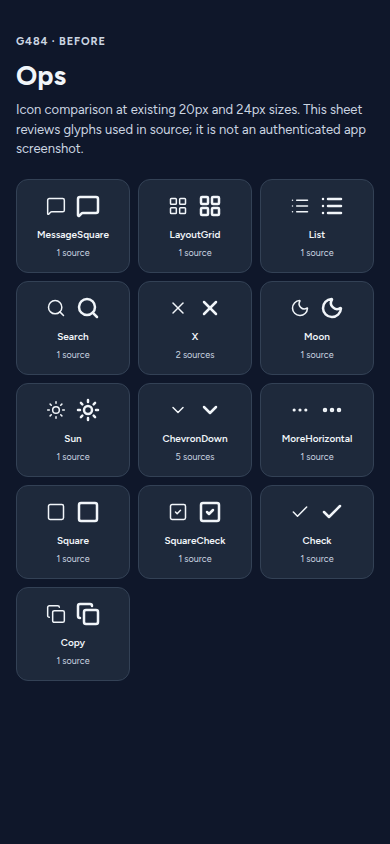 G484 · BEFORE
Ops
Icon comparison at existing 20px and 24px sizes. This sheet
reviews glyphs used in source; it is not an authenticated app
screenshot.
MessageSquare
1 source
LayoutGrid
1 source
List
1 source
Search
1 source
X
2 sources
Moon
1 source
Sun
1 source
ChevronDown
5 sources
MoreHorizontal
1 source
Square
1 source
SquareCheck
1 source
Check
1 source
Copy
1 source